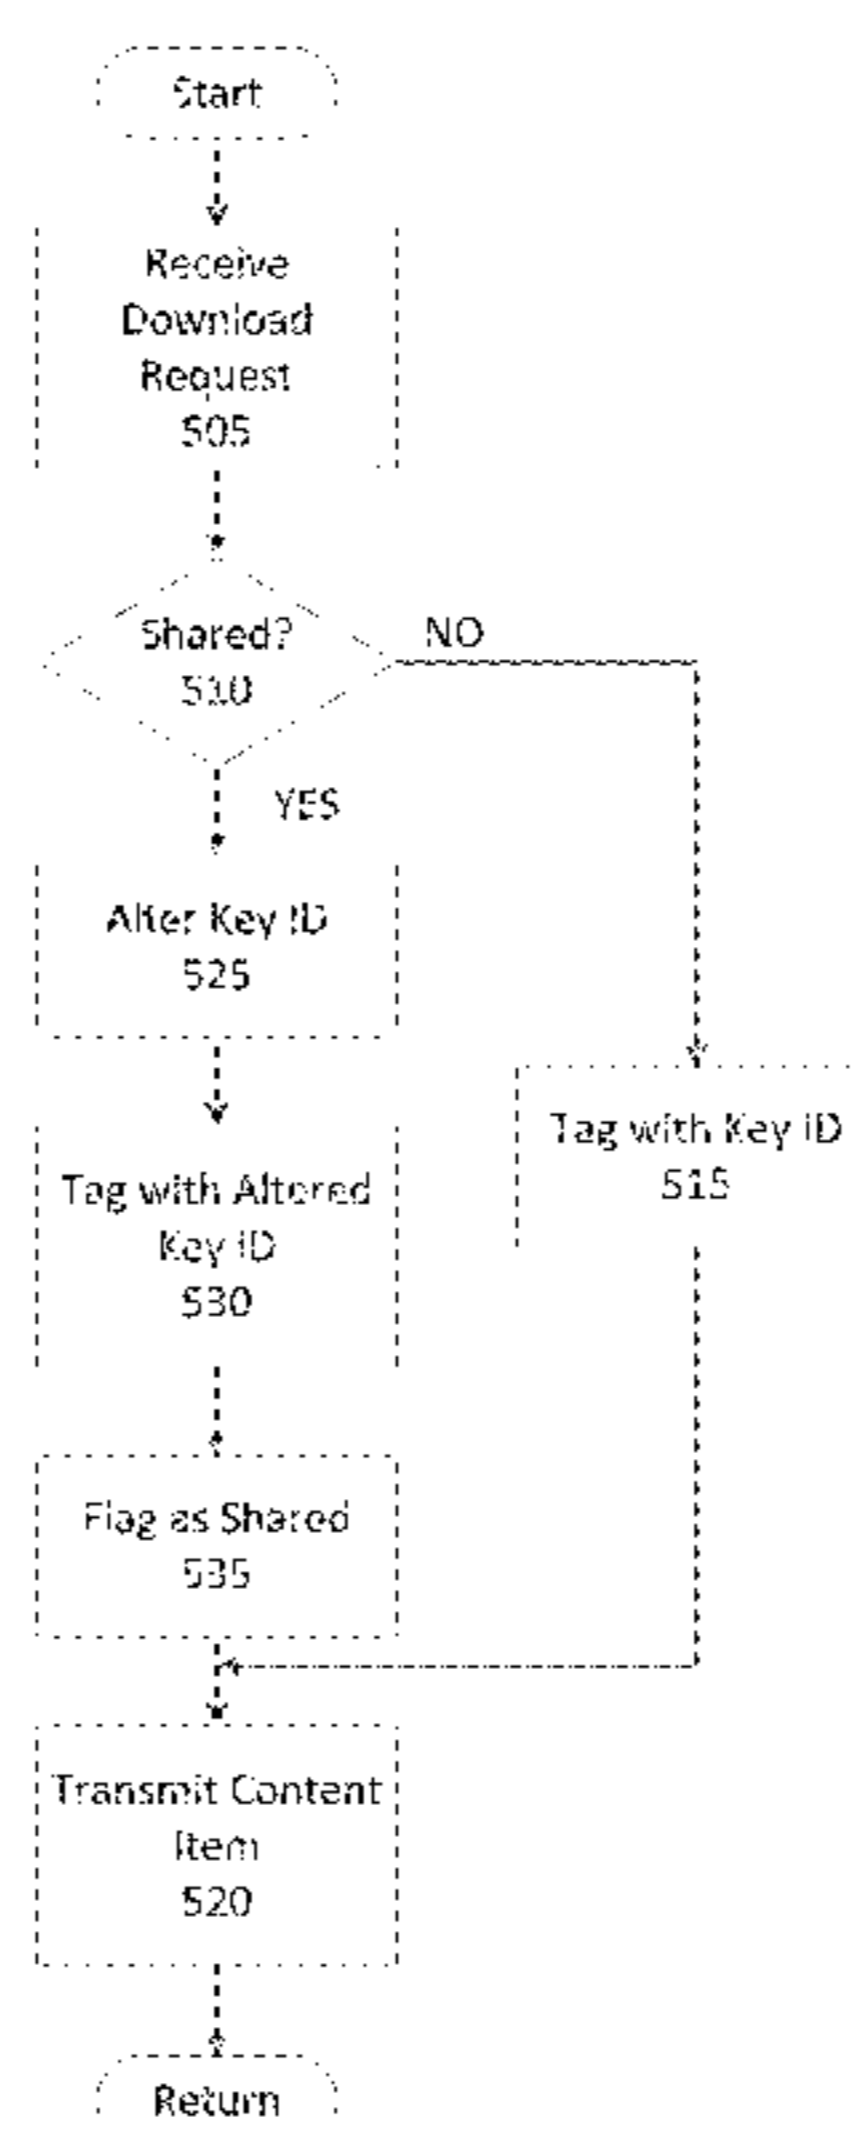 Start
Receive
Download
Request
505
Shared?
510
NO
YES
Alter Key ID
525
Tag with Key ID
515
Tag with Altered
Key ID
530
Flag as Shared
535
Transmit Content
Item
520
Return